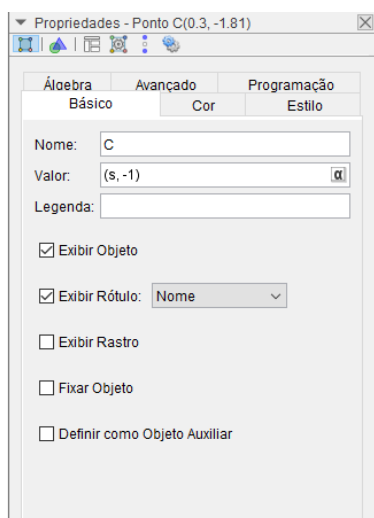 Propriedades - Ponto C(0.3, -1.81)
Álgebra Avançado Programação
Básico Cor Estilo
Nome: C
Valor: (s, -1) α
Legenda:
Exibir Objeto
Exibir Rótulo: Nome
Exibir Rastro
Fixar Objeto
Definir como Objeto Auxiliar